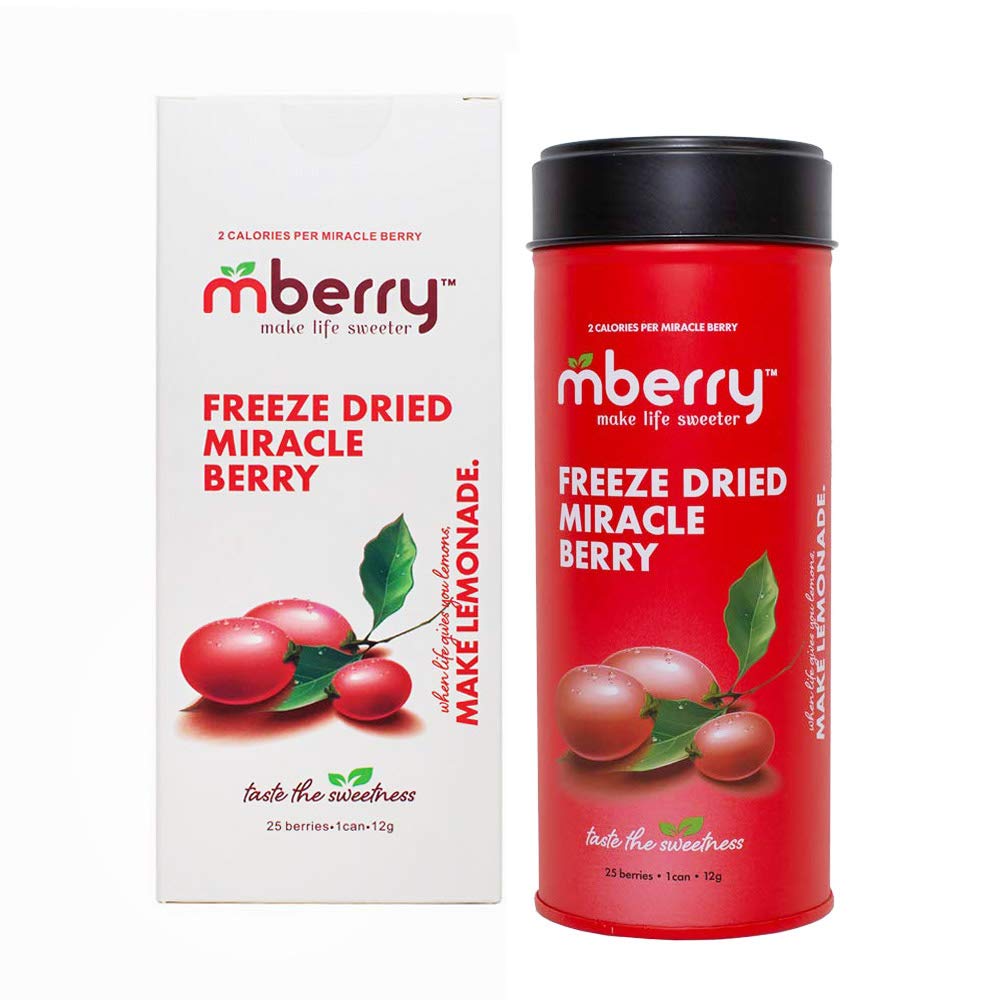 2 CALORIES PER MIRACLE BERRY
mberry™
make life sweeter
FREEZE DRIED
MIRACLE
BERRY
when life gives you lemons,
MAKE LEMONADE.
taste the sweetness
25 berries•1can•12g
2 CALORIES PER MIRACLE BERRY
mberry™
make life sweeter
FREEZE DRIED
MIRACLE
BERRY
when life gives you lemons,
MAKE LEMONADE.
taste the sweetness
25 berries • 1can • 12g